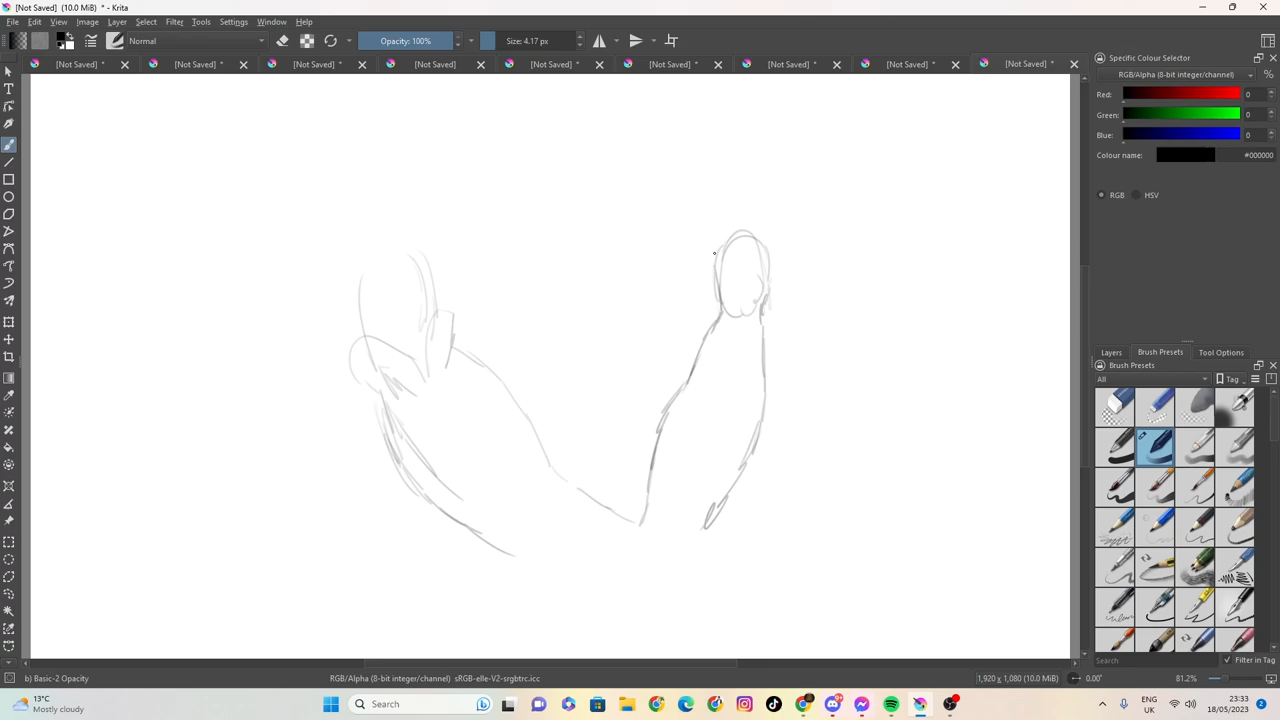 [Not Saved] (10.0 MiB) * - Krita
File Edit View Image Layer Select Filter Tools Settings Window Help
Normal Opacity: 100% Size: 4.17 px
[Not Saved] * [Not Saved] * [Not Saved] * [Not Saved] [Not Saved] * [Not Saved] * [Not Saved] * [Not Saved] * [Not Saved] *
Specific Colour Selector
RGB/Alpha (8-bit integer/channel) %
Red: 0
Green: 0
Blue: 0
Colour name: #000000
RGB HSV
Layers Brush Presets Tool Options
Brush Presets
All Tag
Search Filter in Tag
b) Basic-2 Opacity RGB/Alpha (8-bit integer/channel) sRGB-elle-V2-srgbtrc.icc 1,920 x 1,080 (10.0 MiB) 0.00° 81.2%
13°C
Mostly cloudy
Search
ENG
UK
23:33
18/05/2023
2